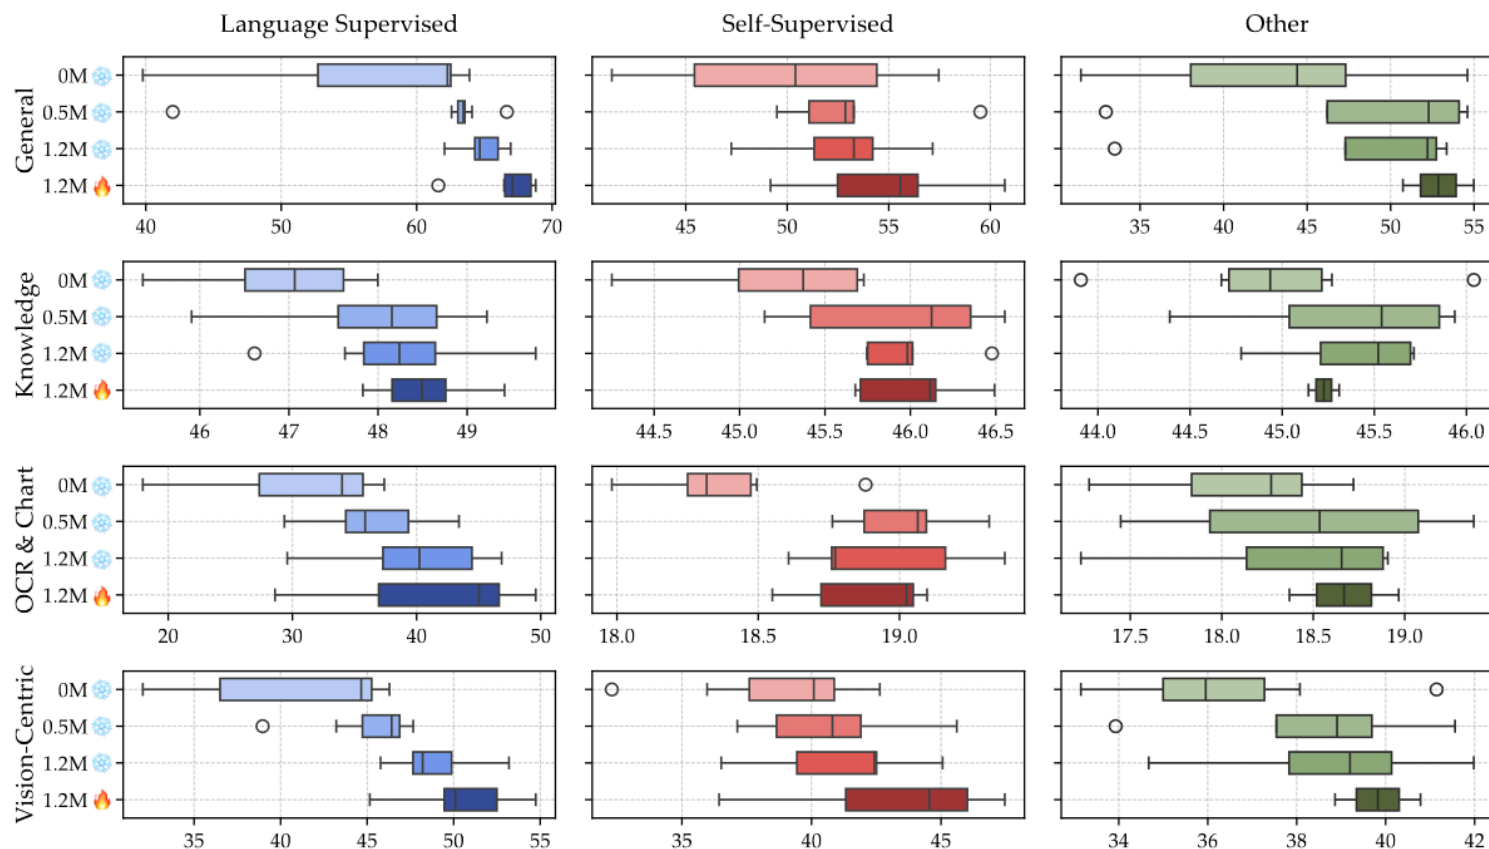 Language Supervised Self-Supervised Other
General
0M
0.5M
1.2M
1.2M
40 50 60 70 45 50 55 60 35 40 45 50 55
Knowledge
0M
0.5M
1.2M
1.2M
46 47 48 49 44.5 45.0 45.5 46.0 46.5 44.0 44.5 45.0 45.5 46.0
OCR & Chart
0M
0.5M
1.2M
1.2M
20 30 40 50 18.0 18.5 19.0 17.5 18.0 18.5 19.0
Vision-Centric
0M
0.5M
1.2M
1.2M
35 40 45 50 55 35 40 45 34 36 38 40 42